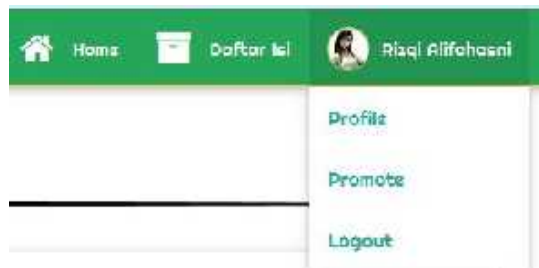 Home
Daftar Isi
Rizqi Alifahasni
Profile
Promote
Logout